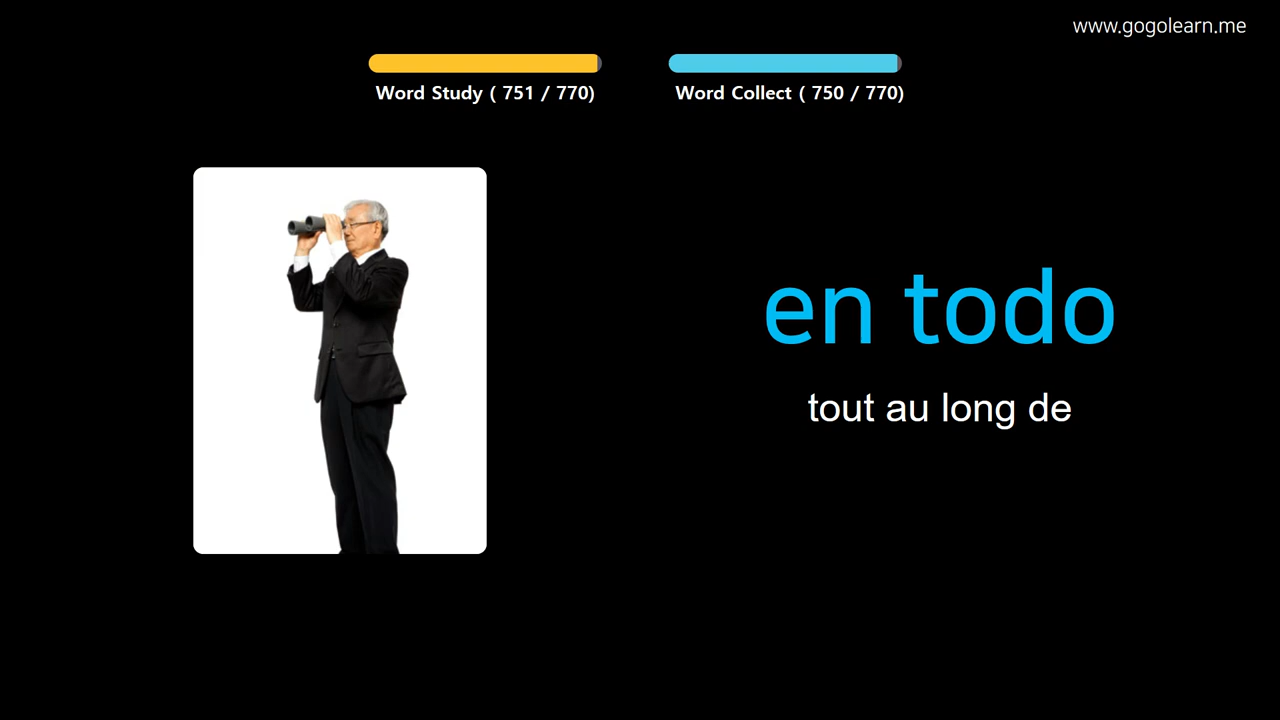 www.gogolearn.me
Word Study ( 751 / 770)
Word Collect ( 750 / 770)
en todo
tout au long de